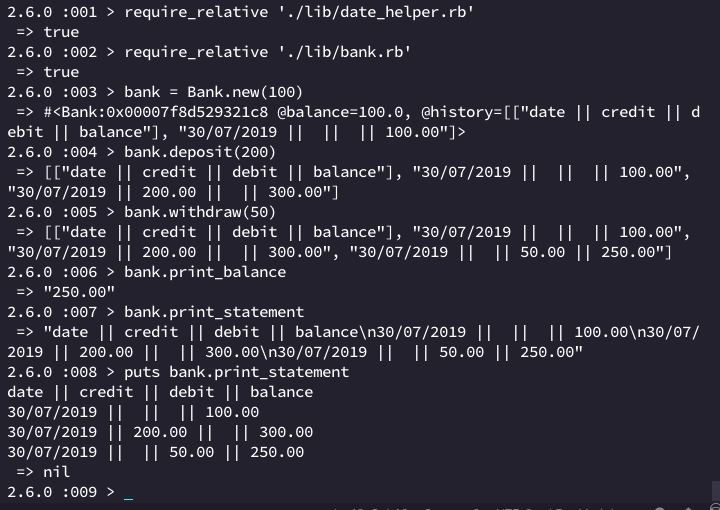 2.6.0 :001 > require_relative './lib/date_helper.rb'
 => true
2.6.0 :002 > require_relative './lib/bank.rb'
 => true
2.6.0 :003 > bank = Bank.new(100)
 => #<Bank:0x00007f8d529321c8 @balance=100.0, @history=[["date || credit || d
ebit || balance"], "30/07/2019 ||  ||  || 100.00"]>
2.6.0 :004 > bank.deposit(200)
 => [["date || credit || debit || balance"], "30/07/2019 ||  ||  || 100.00",
"30/07/2019 || 200.00 ||  || 300.00"]
2.6.0 :005 > bank.withdraw(50)
 => [["date || credit || debit || balance"], "30/07/2019 ||  ||  || 100.00",
"30/07/2019 || 200.00 ||  || 300.00", "30/07/2019 ||  || 50.00 || 250.00"]
2.6.0 :006 > bank.print_balance
 => "250.00"
2.6.0 :007 > bank.print_statement
 => "date || credit || debit || balance\n30/07/2019 ||  ||  || 100.00\n30/07/
2019 || 200.00 ||  || 300.00\n30/07/2019 ||  || 50.00 || 250.00"
2.6.0 :008 > puts bank.print_statement
date || credit || debit || balance
30/07/2019 ||  ||  || 100.00
30/07/2019 || 200.00 ||  || 300.00
30/07/2019 ||  || 50.00 || 250.00
 => nil
2.6.0 :009 > _